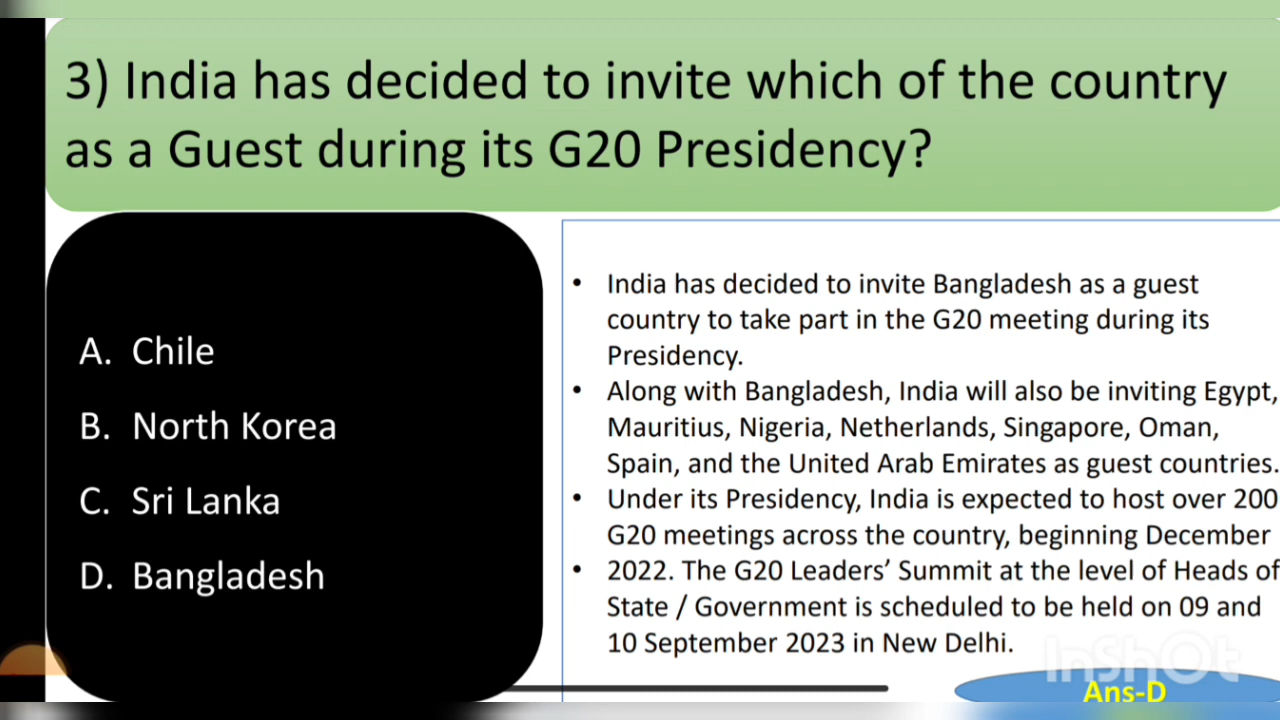 3) India has decided to invite which of the country
as a Guest during its G20 Presidency?
A. Chile
B. North Korea
C. Sri Lanka
D. Bangladesh
• India has decided to invite Bangladesh as a guest
country to take part in the G20 meeting during its
Presidency.
• Along with Bangladesh, India will also be inviting Egypt,
Mauritius, Nigeria, Netherlands, Singapore, Oman,
Spain, and the United Arab Emirates as guest countries.
• Under its Presidency, India is expected to host over 200
G20 meetings across the country, beginning December
• 2022. The G20 Leaders’ Summit at the level of Heads of
State / Government is scheduled to be held on 09 and
10 September 2023 in New Delhi.
InShOt
Ans-D